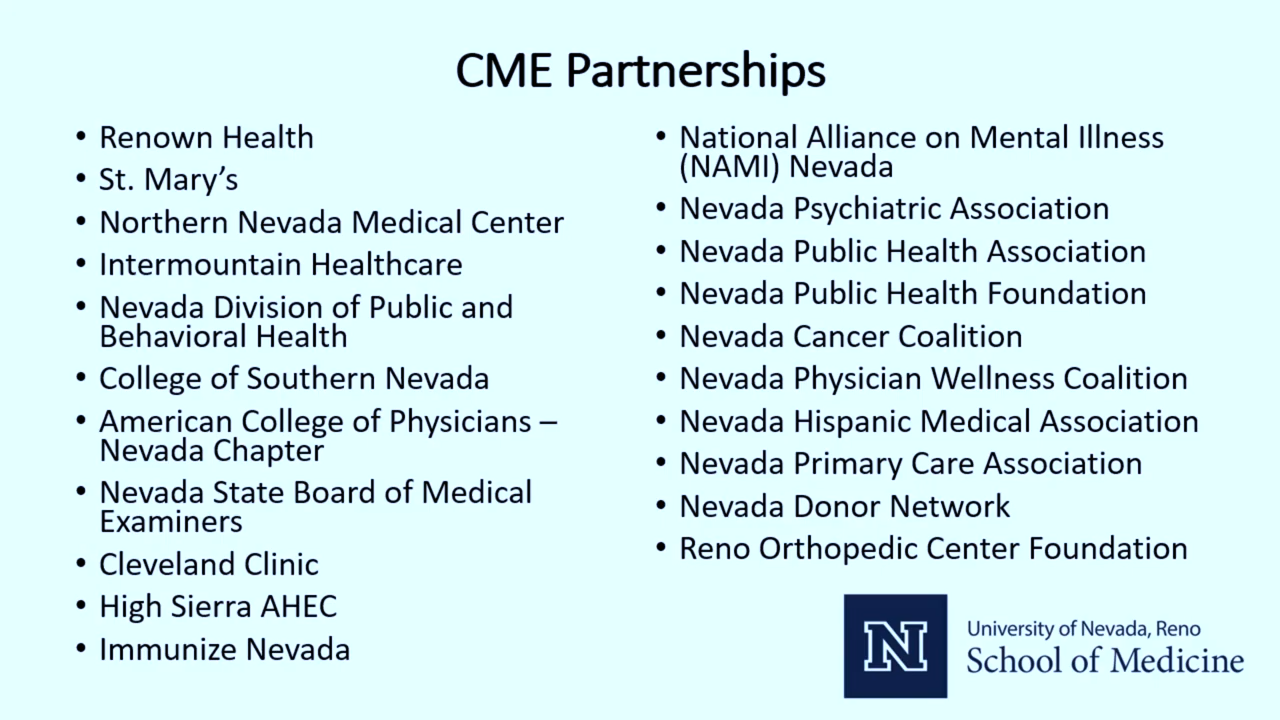 CME Partnerships
• Renown Health
• St. Mary’s
• Northern Nevada Medical Center
• Intermountain Healthcare
• Nevada Division of Public and
Behavioral Health
• College of Southern Nevada
• American College of Physicians –
Nevada Chapter
• Nevada State Board of Medical
Examiners
• Cleveland Clinic
• High Sierra AHEC
• Immunize Nevada
• National Alliance on Mental Illness
(NAMI) Nevada
• Nevada Psychiatric Association
• Nevada Public Health Association
• Nevada Public Health Foundation
• Nevada Cancer Coalition
• Nevada Physician Wellness Coalition
• Nevada Hispanic Medical Association
• Nevada Primary Care Association
• Nevada Donor Network
• Reno Orthopedic Center Foundation
N
University of Nevada, Reno
School of Medicine